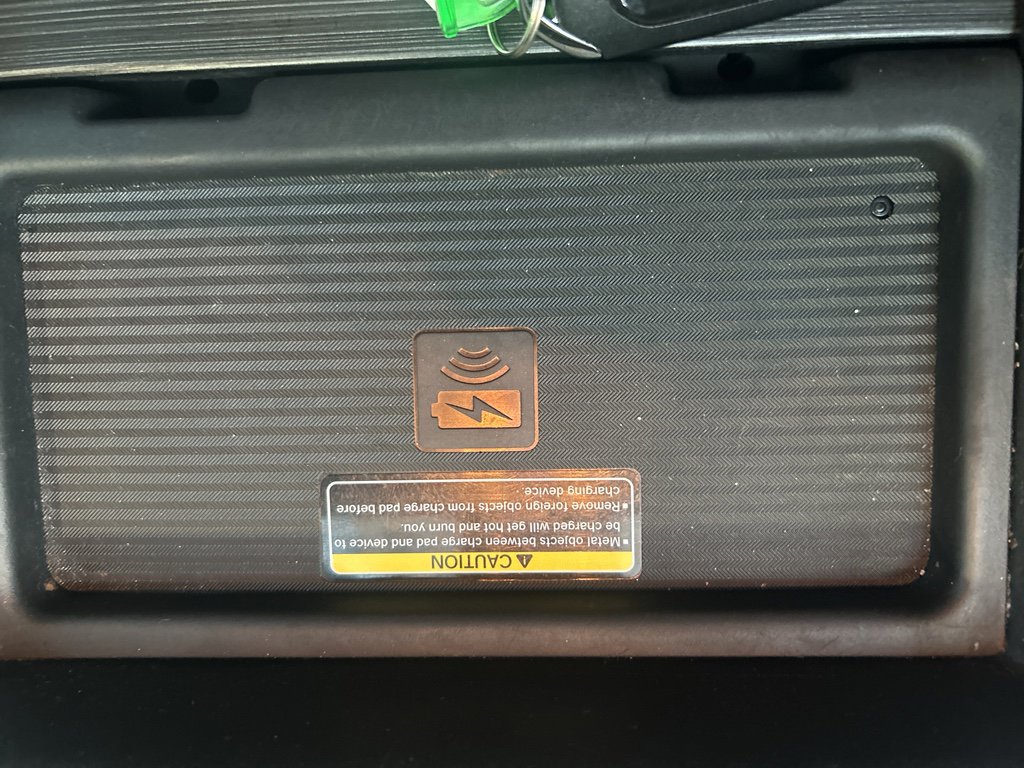 ⚠ CAUTION
▪ Metal objects between charge pad and device to
be charged will get hot and burn you.
▪ Remove foreign objects from charge pad before
charging device.